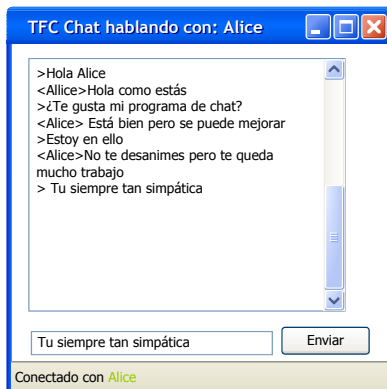 TFC Chat hablando con: Alice
>Hola Alice
<Allice>Hola como estás
>¿Te gusta mi programa de chat?
<Alice> Está bien pero se puede mejorar
>Estoy en ello
<Alice>No te desanimes pero te queda
mucho trabajo
> Tu siempre tan simpática
Tu siempre tan simpática
Enviar
Conectado con Alice